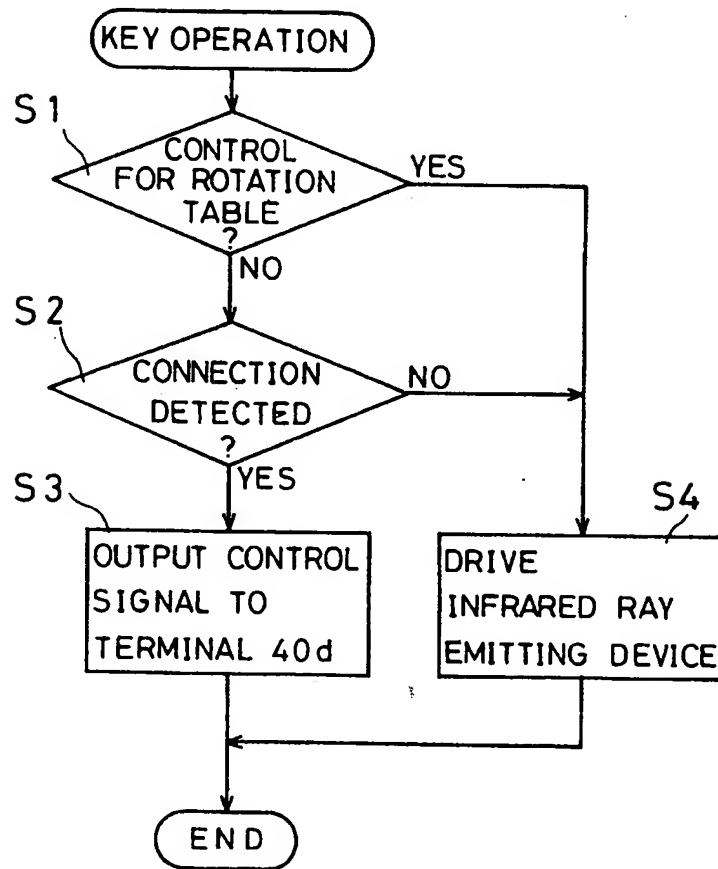 KEY OPERATION
S1
CONTROL
FOR ROTATION
TABLE
?
YES
NO
S2
CONNECTION
DETECTED
?
NO
YES
S3
OUTPUT CONTROL
SIGNAL TO
TERMINAL 40d
S4
DRIVE
INFRARED RAY
EMITTING DEVICE
END